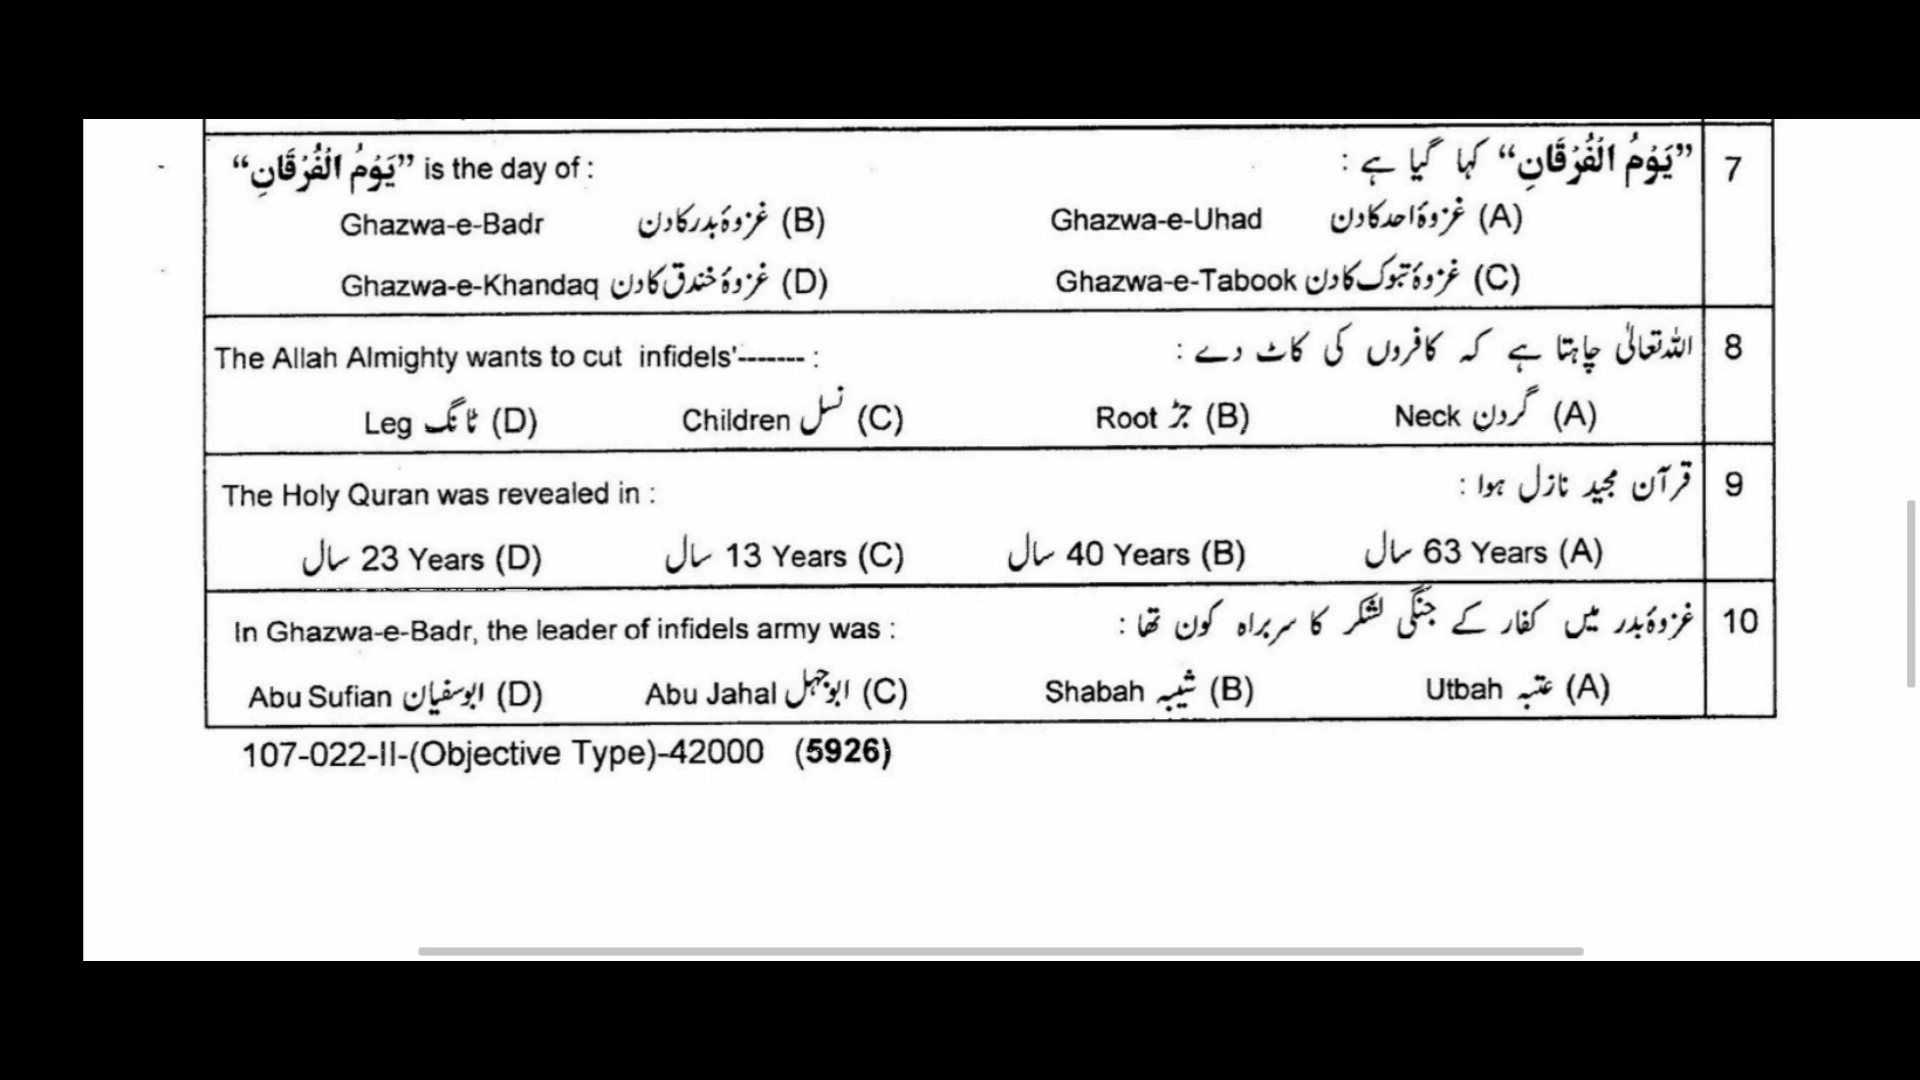 ”یَوْمُ الْفُرْقَانِ“ is the day of : ”یَوْمُ الْفُرْقَانِ“ کہا گیا ہے : 7
Ghazwa-e-Badr غزوۂ بدر کا دن (B) Ghazwa-e-Uhad غزوۂ احد کا دن (A)
Ghazwa-e-Khandaq غزوۂ خندق کا دن (D) Ghazwa-e-Tabook غزوۂ تبوک کا دن (C)
The Allah Almighty wants to cut infidels'------- : اللہ تعالیٰ چاہتا ہے کہ کافروں کی کاٹ دے : 8
Leg ٹانگ (D) Children نسل (C) Root جڑ (B) Neck گردن (A)
The Holy Quran was revealed in : قرآن مجید نازل ہوا : 9
سال 23 Years (D) سال 13 Years (C) سال 40 Years (B) سال 63 Years (A)
In Ghazwa-e-Badr, the leader of infidels army was : غزوۂ بدر میں کفار کے جنگی لشکر کا سربراہ کون تھا : 10
Abu Sufian ابوسفیان (D) Abu Jahal ابوجہل (C) Shabah شیبہ (B) Utbah عتبہ (A)
107-022-II-(Objective Type)-42000 (5926)